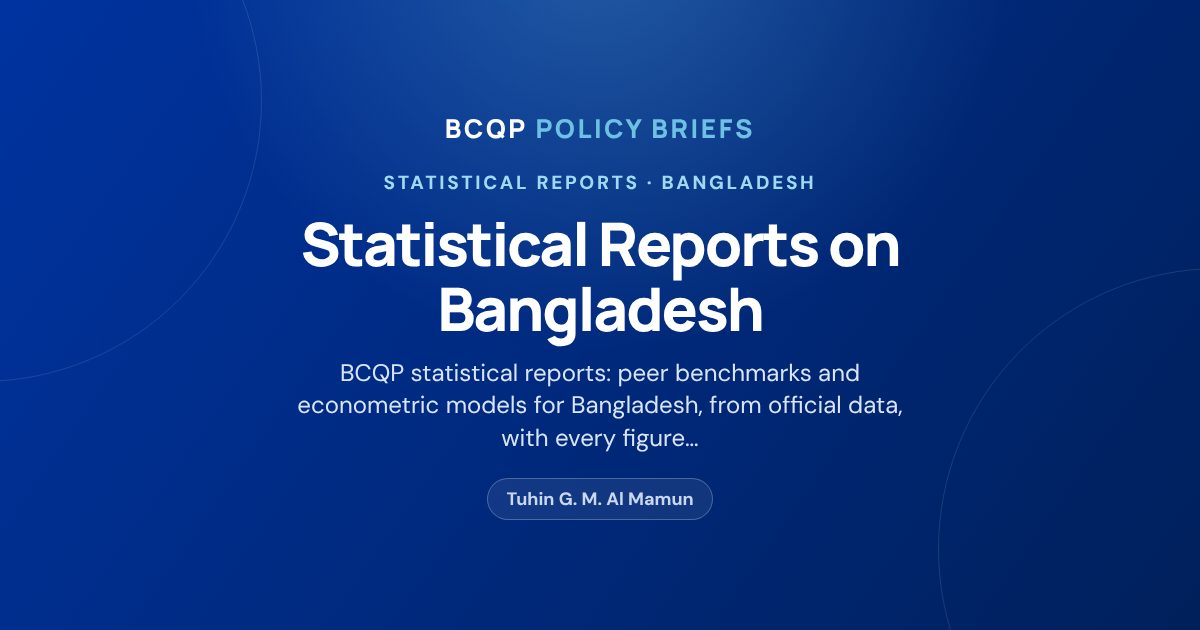 BCQP POLICY BRIEFS
STATISTICAL REPORTS · BANGLADESH
Statistical Reports on
Bangladesh
BCQP statistical reports: peer benchmarks and
econometric models for Bangladesh, from official data,
with every figure…
Tuhin G. M. Al Mamun